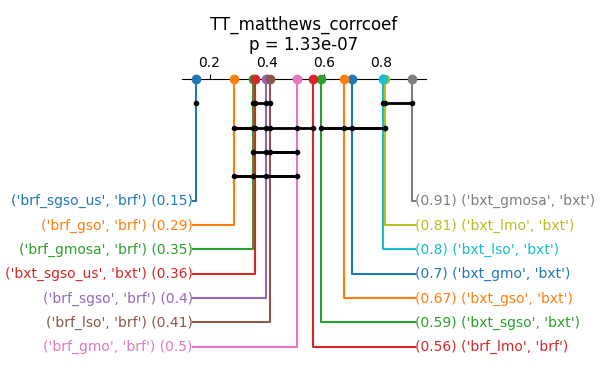 TT_matthews_corrcoef
p = 1.33e-07
0.2 0.4 0.6 0.8
('brf_sgso_us', 'brf') (0.15) (0.91) ('bxt_gmosa', 'bxt')
('brf_gso', 'brf') (0.29) (0.81) ('bxt_lmo', 'bxt')
('brf_gmosa', 'brf') (0.35) (0.8) ('bxt_lso', 'bxt')
('bxt_sgso_us', 'bxt') (0.36) (0.7) ('bxt_gmo', 'bxt')
('brf_sgso', 'brf') (0.4) (0.67) ('bxt_gso', 'bxt')
('brf_lso', 'brf') (0.41) (0.59) ('bxt_sgso', 'bxt')
('brf_gmo', 'brf') (0.5) (0.56) ('brf_lmo', 'brf')